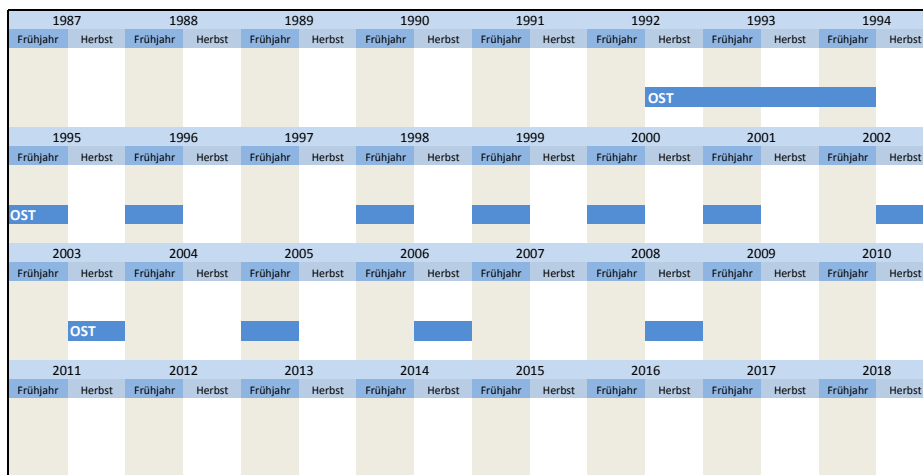 1987 1988 1989 1990 1991 1992 1993 1994
Frühjahr Herbst Frühjahr Herbst Frühjahr Herbst Frühjahr Herbst Frühjahr Herbst Frühjahr Herbst Frühjahr Herbst Frühjahr Herbst
OST
1995 1996 1997 1998 1999 2000 2001 2002
Frühjahr Herbst Frühjahr Herbst Frühjahr Herbst Frühjahr Herbst Frühjahr Herbst Frühjahr Herbst Frühjahr Herbst Frühjahr Herbst
OST
2003 2004 2005 2006 2007 2008 2009 2010
Frühjahr Herbst Frühjahr Herbst Frühjahr Herbst Frühjahr Herbst Frühjahr Herbst Frühjahr Herbst Frühjahr Herbst Frühjahr Herbst
OST
2011 2012 2013 2014 2015 2016 2017 2018
Frühjahr Herbst Frühjahr Herbst Frühjahr Herbst Frühjahr Herbst Frühjahr Herbst Frühjahr Herbst Frühjahr Herbst Frühjahr Herbst